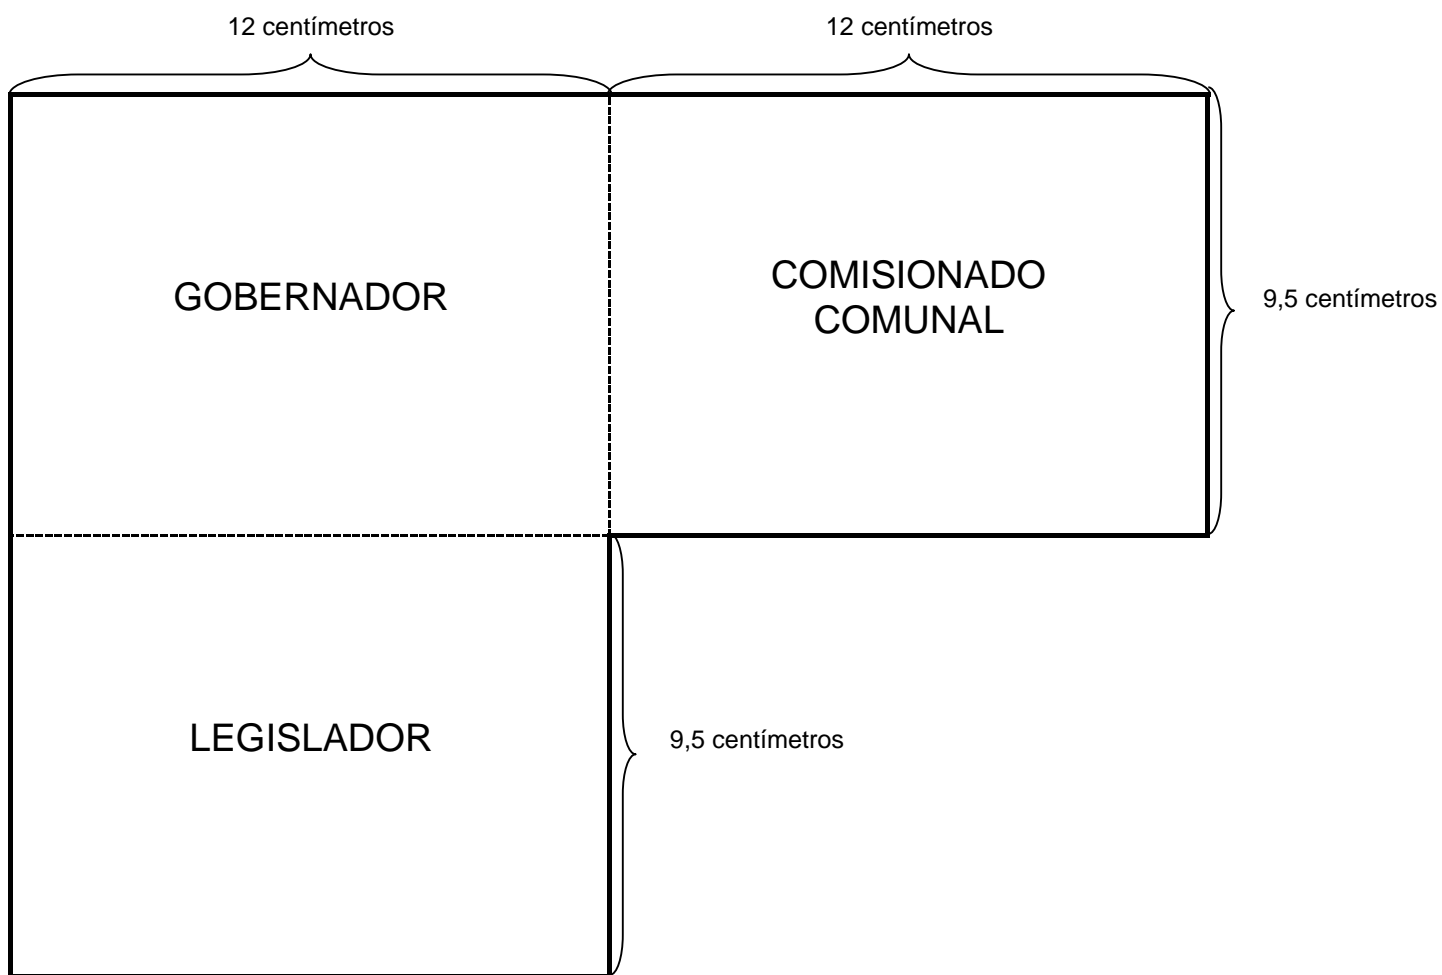 12 centímetros
12 centímetros
GOBERNADOR
COMISIONADO
COMUNAL
9,5 centímetros
LEGISLADOR
9,5 centímetros